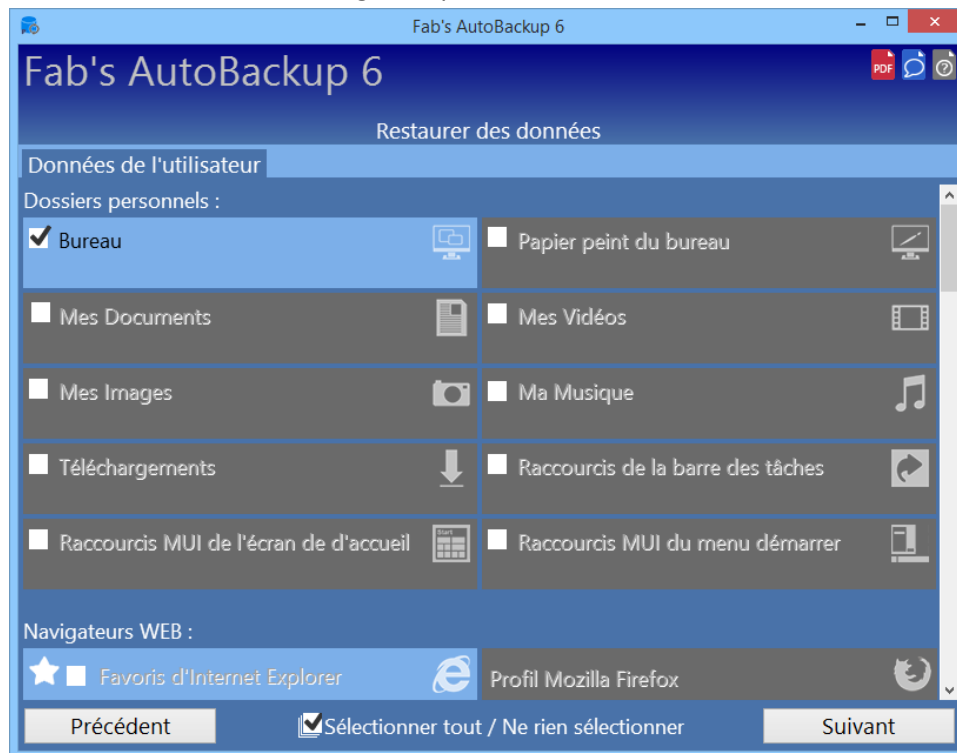 Fab's AutoBackup 6
Fab's AutoBackup 6
PDF
?
Restaurer des données
Données de l'utilisateur
Dossiers personnels :
Bureau
Papier peint du bureau
Mes Documents
Mes Vidéos
Mes Images
Ma Musique
Téléchargements
Raccourcis de la barre des tâches
Raccourcis MUI de l'écran de d'accueil
Start
Raccourcis MUI du menu démarrer
Navigateurs WEB :
Favoris d'Internet Explorer
Profil Mozilla Firefox
Précédent
Sélectionner tout / Ne rien sélectionner
Suivant